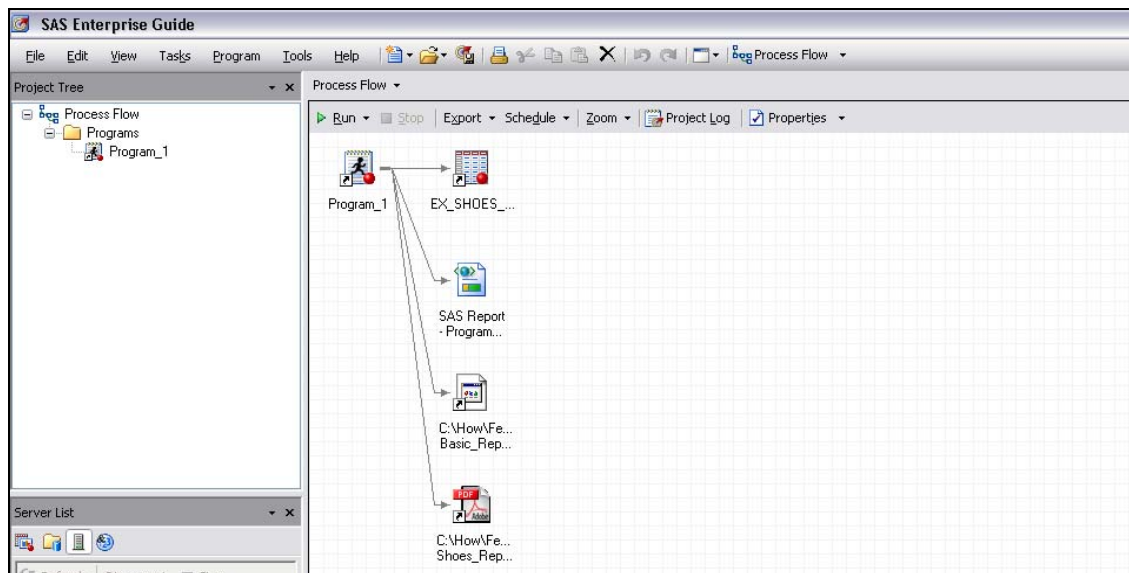 SAS Enterprise Guide
File Edit View Tasks Program Tools Help Process Flow
Project Tree
Process Flow
Process Flow
Programs
Program_1
Run Stop Export Schedule Zoom Project Log Properties
Program_1
EX_SHOES_...
SAS Report
- Program...
C:\How\Fe...
Basic_Rep...
PDF
Adobe
C:\How\Fe...
Shoes_Rep...
Server List